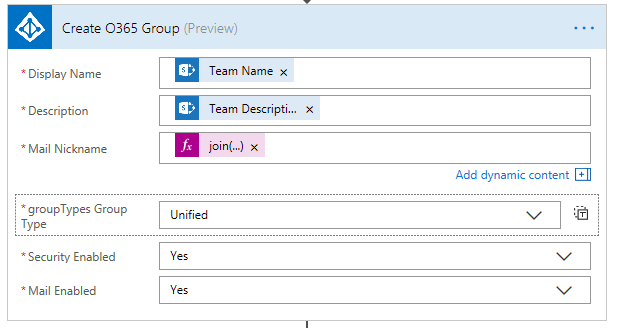 Create O365 Group (Preview)
* Display Name
Team Name ×
* Description
Team Descripti... ×
* Mail Nickname
fx join(...) ×
Add dynamic content
* groupTypes Group
Type
Unified
* Security Enabled
Yes
* Mail Enabled
Yes